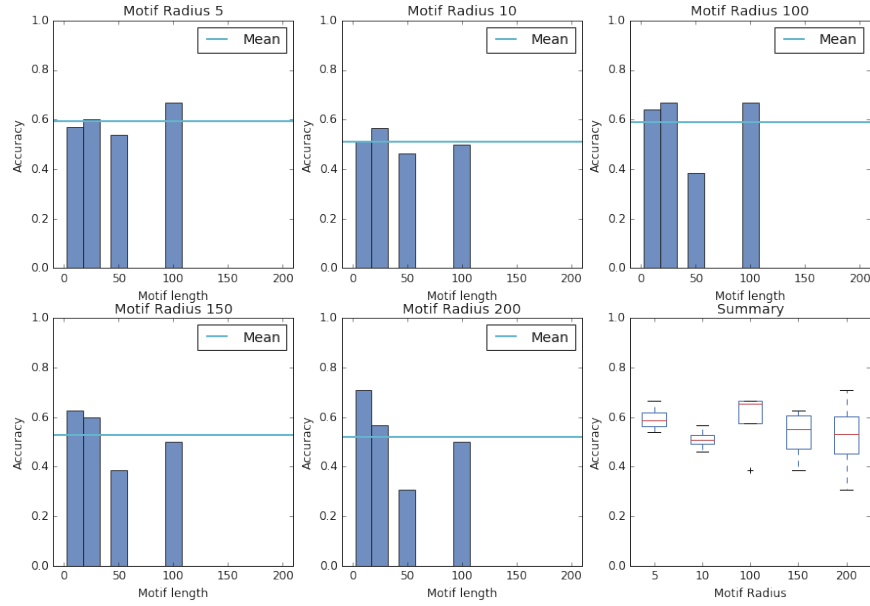 Motif Radius 5
Mean
Accuracy
1.0
0.8
0.6
0.4
0.2
0.0
0 50 100 150 200
Motif length
Motif Radius 10
Mean
Accuracy
1.0
0.8
0.6
0.4
0.2
0.0
0 50 100 150 200
Motif length
Motif Radius 100
Mean
Accuracy
1.0
0.8
0.6
0.4
0.2
0.0
0 50 100 150 200
Motif length
Motif Radius 150
Mean
Accuracy
1.0
0.8
0.6
0.4
0.2
0.0
0 50 100 150 200
Motif length
Motif Radius 200
Mean
Accuracy
1.0
0.8
0.6
0.4
0.2
0.0
0 50 100 150 200
Motif length
Summary
Accuracy
1.0
0.8
0.6
0.4
0.2
0.0
5 10 100 150 200
Motif Radius